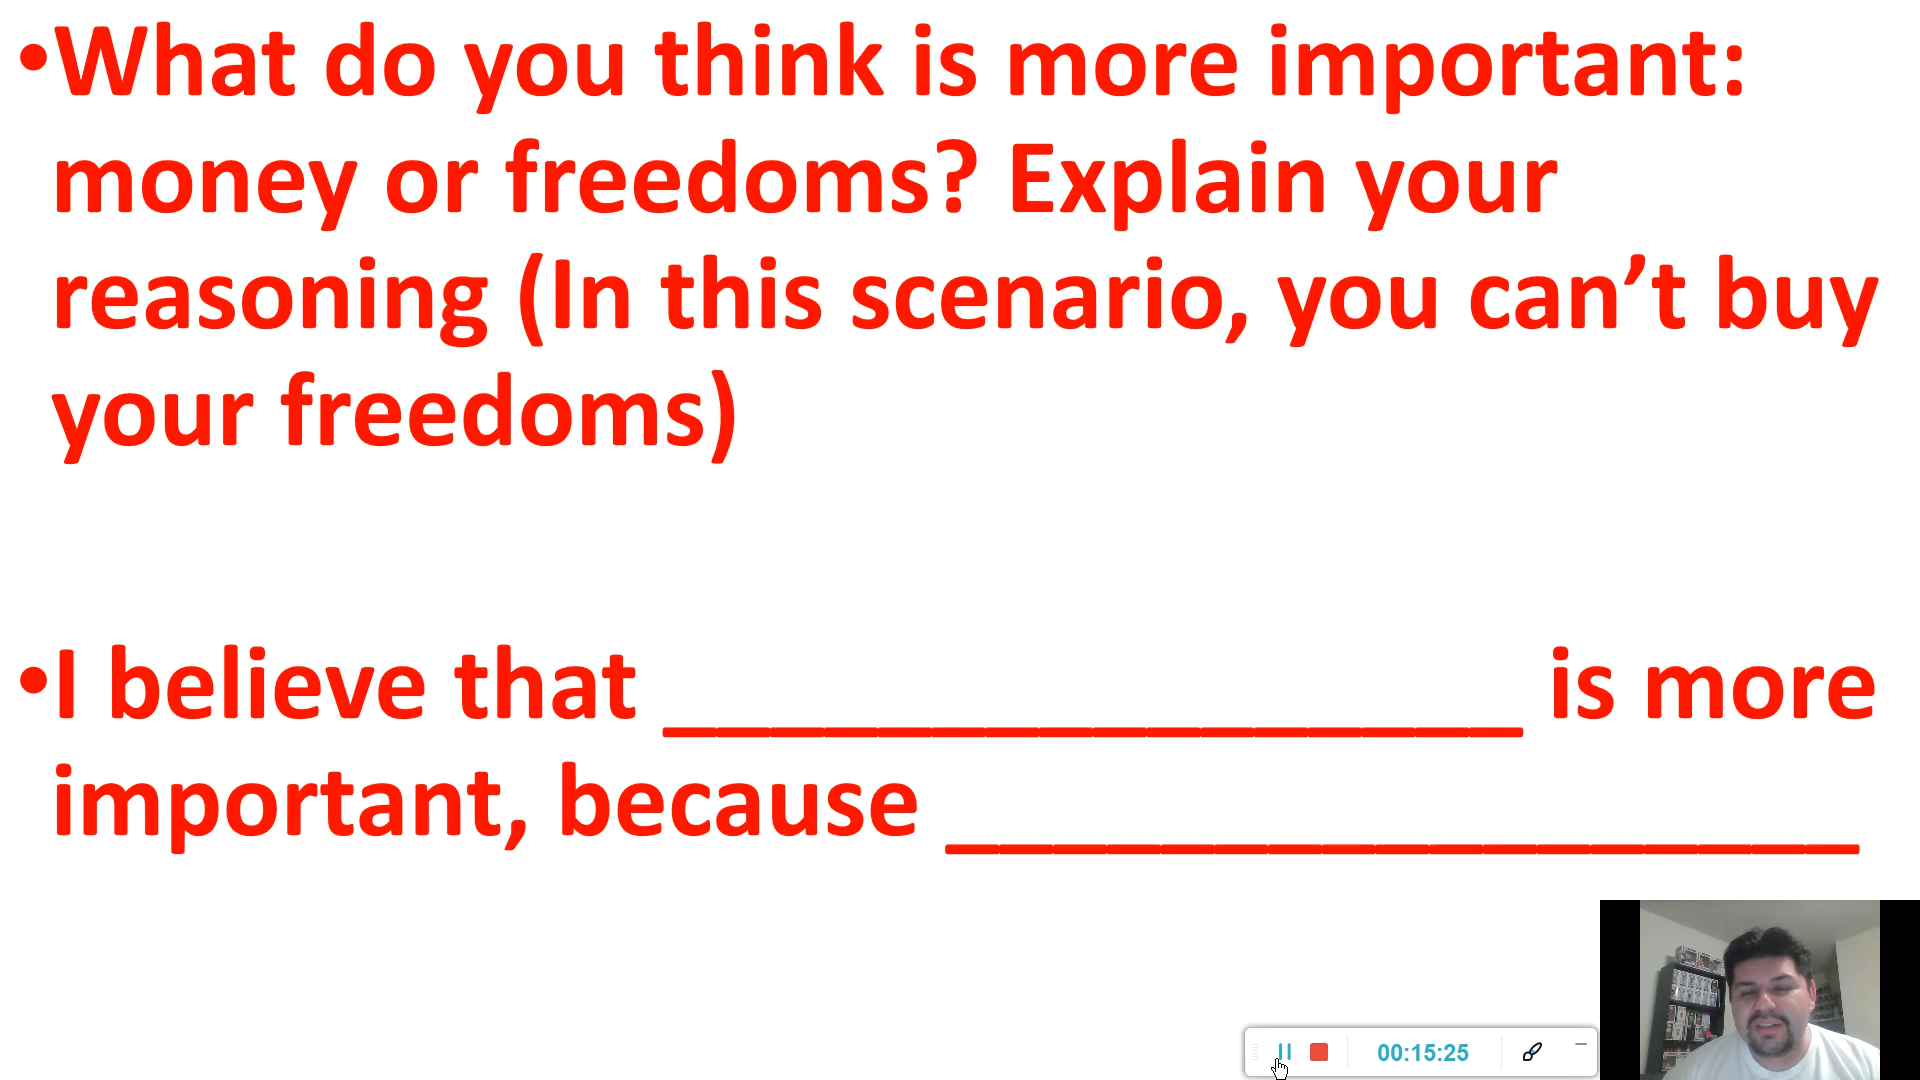 •What do you think is more important:
money or freedoms? Explain your
reasoning (In this scenario, you can’t buy
your freedoms)
•I believe that ________________ is more
important, because _________________
00:15:25